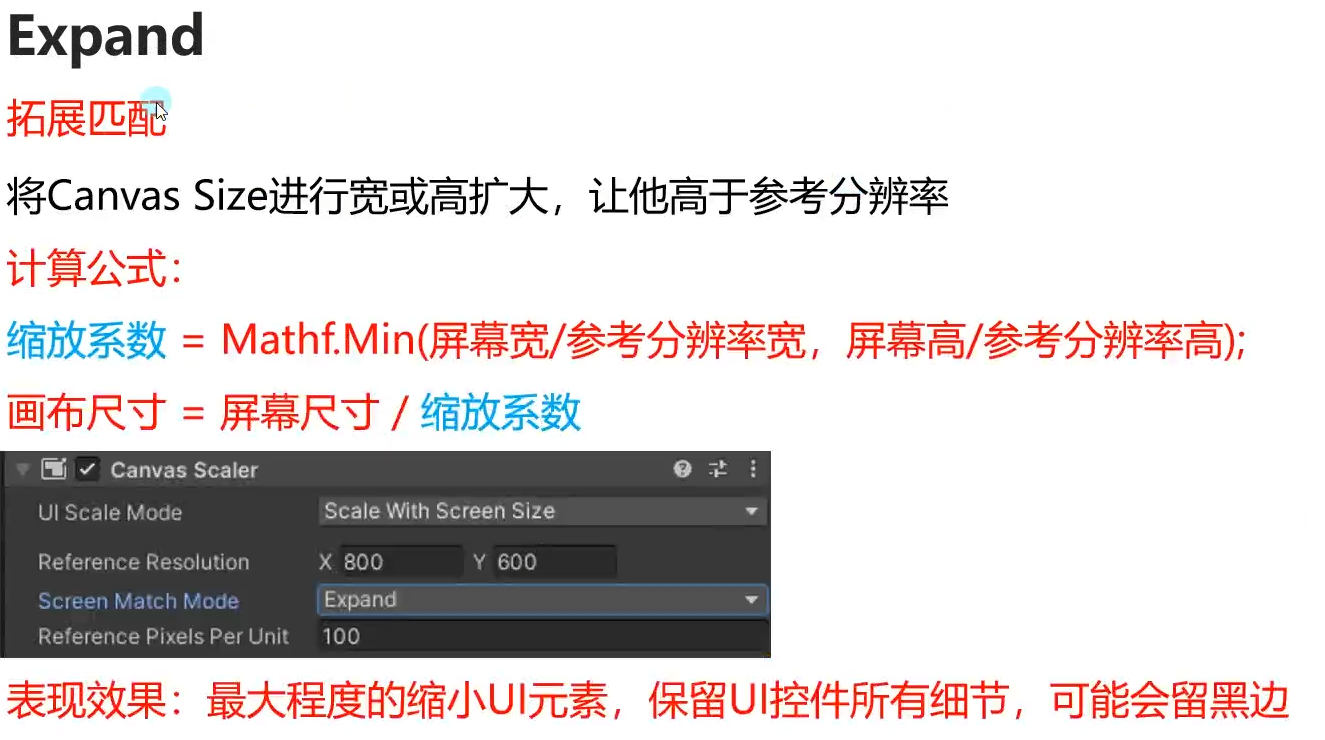 Expand
拓展匹配
将Canvas Size进行宽或高扩大，让他高于参考分辨率
计算公式：
缩放系数 = Mathf.Min(屏幕宽/参考分辨率宽，屏幕高/参考分辨率高);
画布尺寸 = 屏幕尺寸 / 缩放系数
Canvas Scaler
UI Scale Mode Scale With Screen Size
Reference Resolution X 800 Y 600
Screen Match Mode Expand
Reference Pixels Per Unit 100
表现效果：最大程度的缩小UI元素，保留UI控件所有细节，可能会留黑边